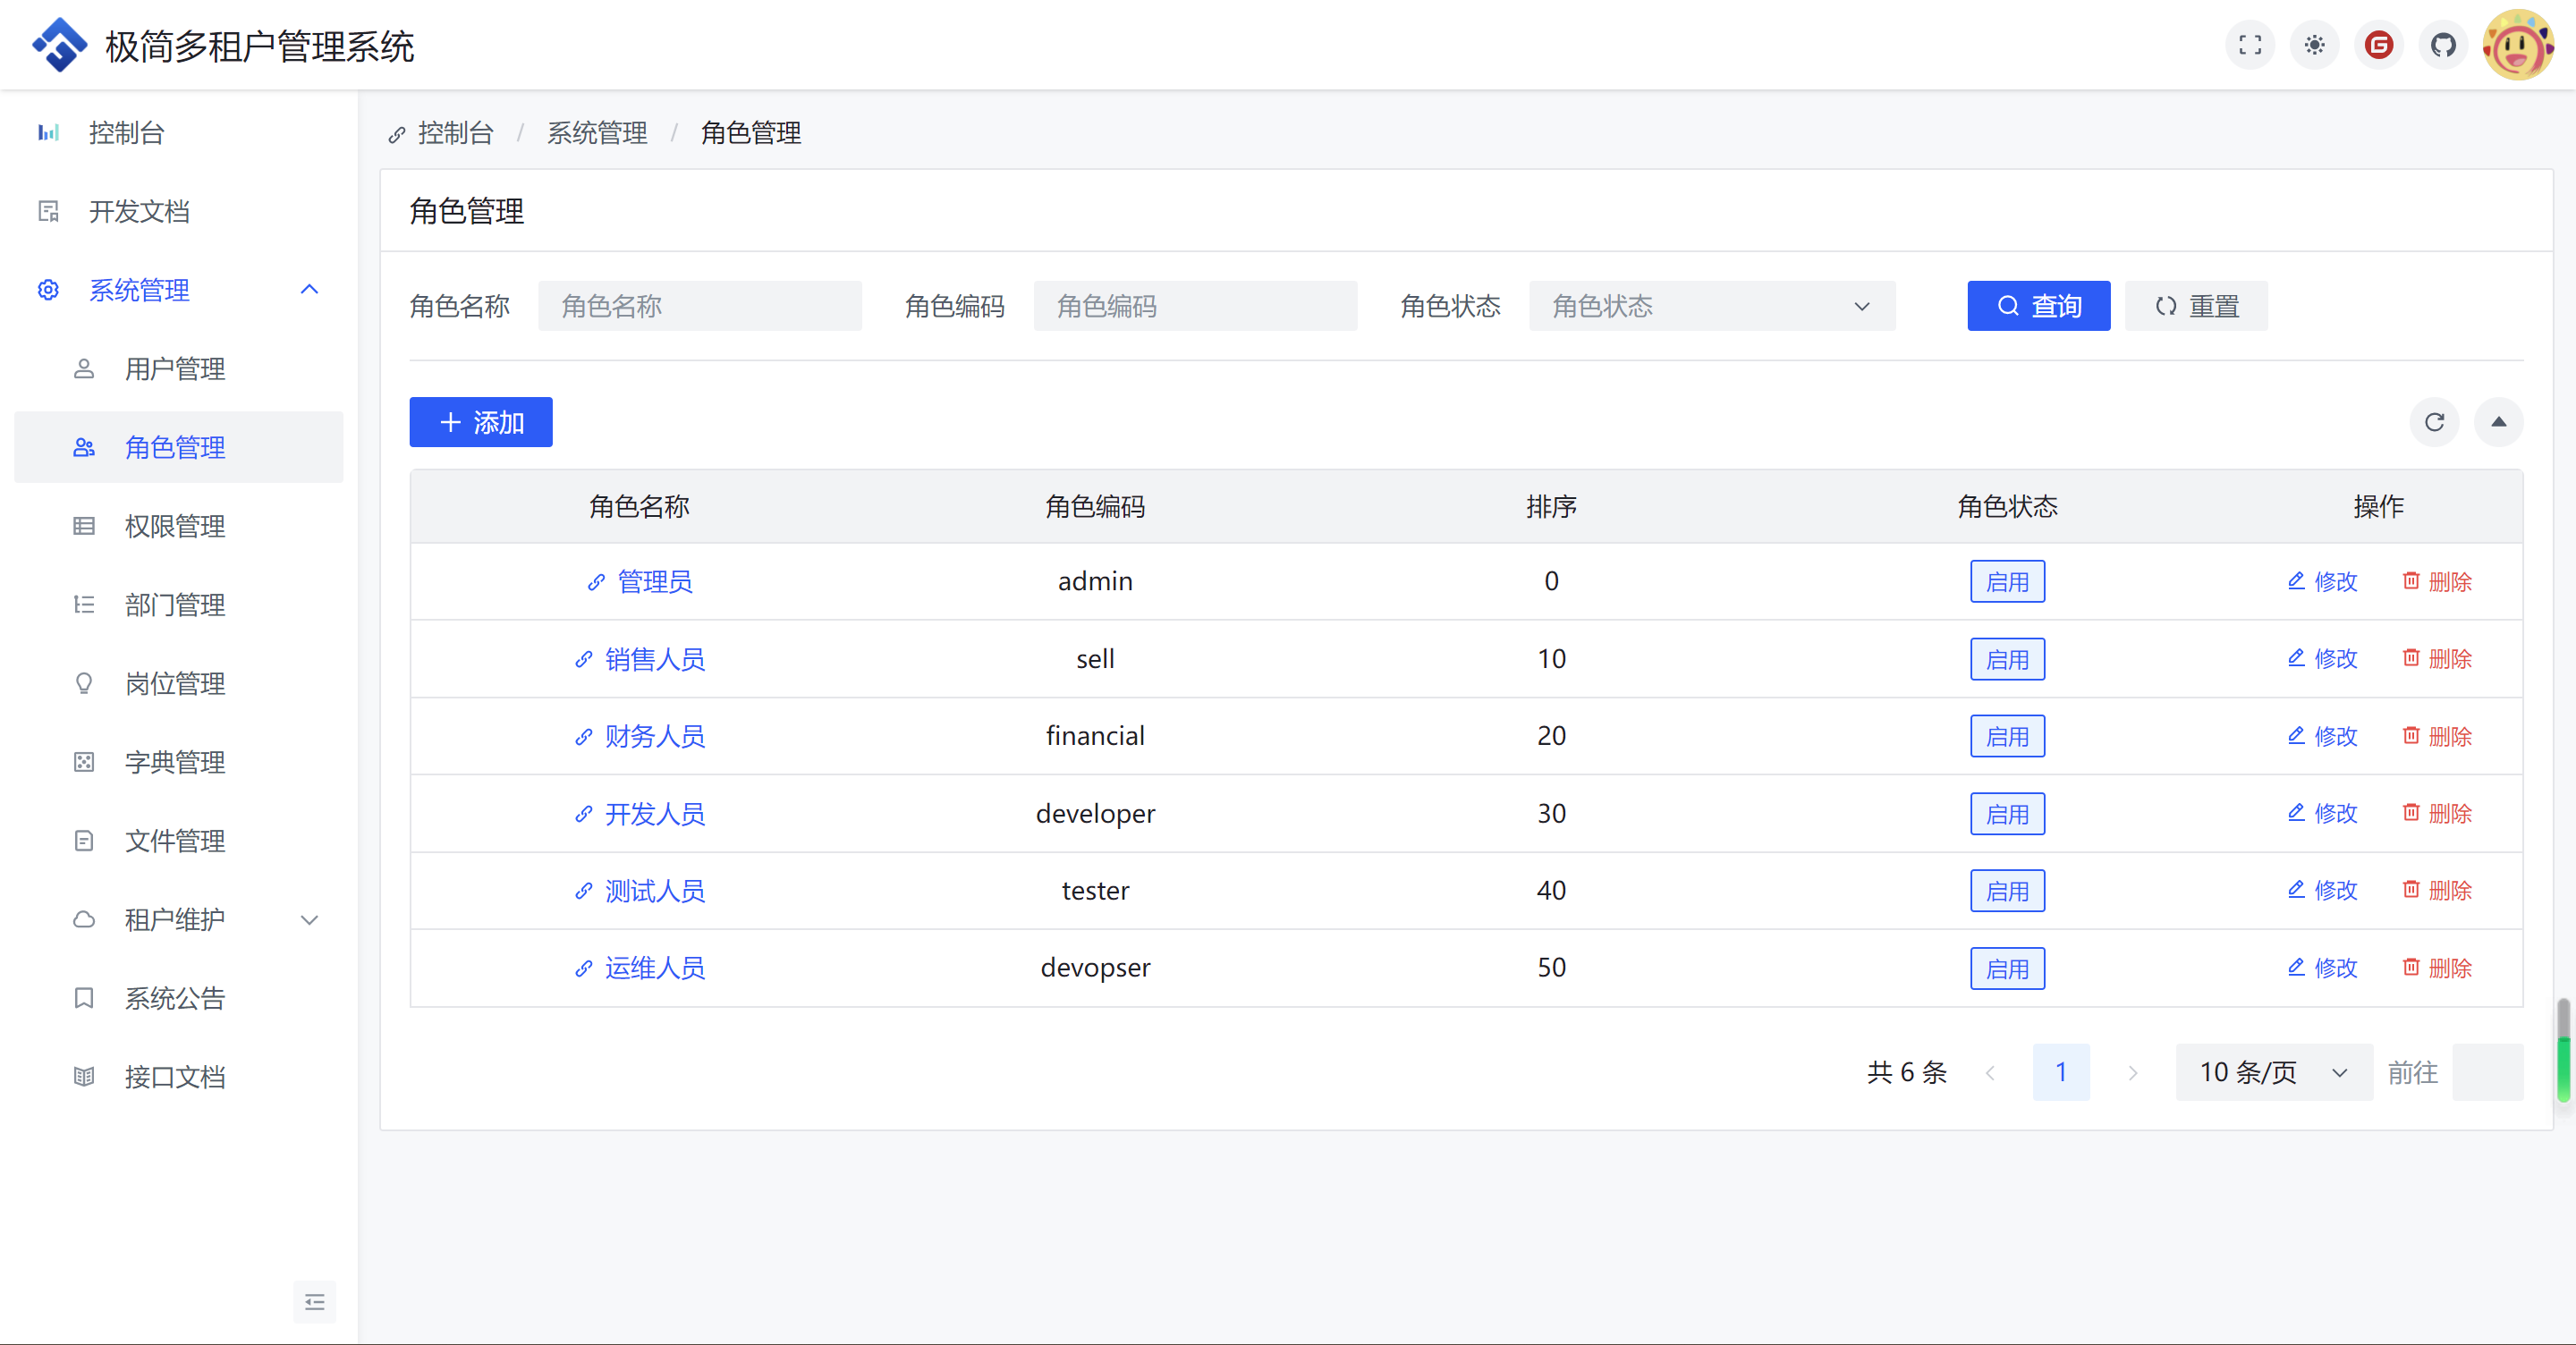 极简多租户管理系统
控制台
开发文档
系统管理
用户管理
角色管理
权限管理
部门管理
岗位管理
字典管理
文件管理
租户维护
系统公告
接口文档
控制台 / 系统管理 / 角色管理
角色管理
角色名称 角色名称 角色编码 角色编码 角色状态 角色状态 查询 重置
添加
角色名称 角色编码 排序 角色状态 操作
管理员 admin 0 启用 修改 删除
销售人员 sell 10 启用 修改 删除
财务人员 financial 20 启用 修改 删除
开发人员 developer 30 启用 修改 删除
测试人员 tester 40 启用 修改 删除
运维人员 devopser 50 启用 修改 删除
共 6 条 1 10 条/页 前往